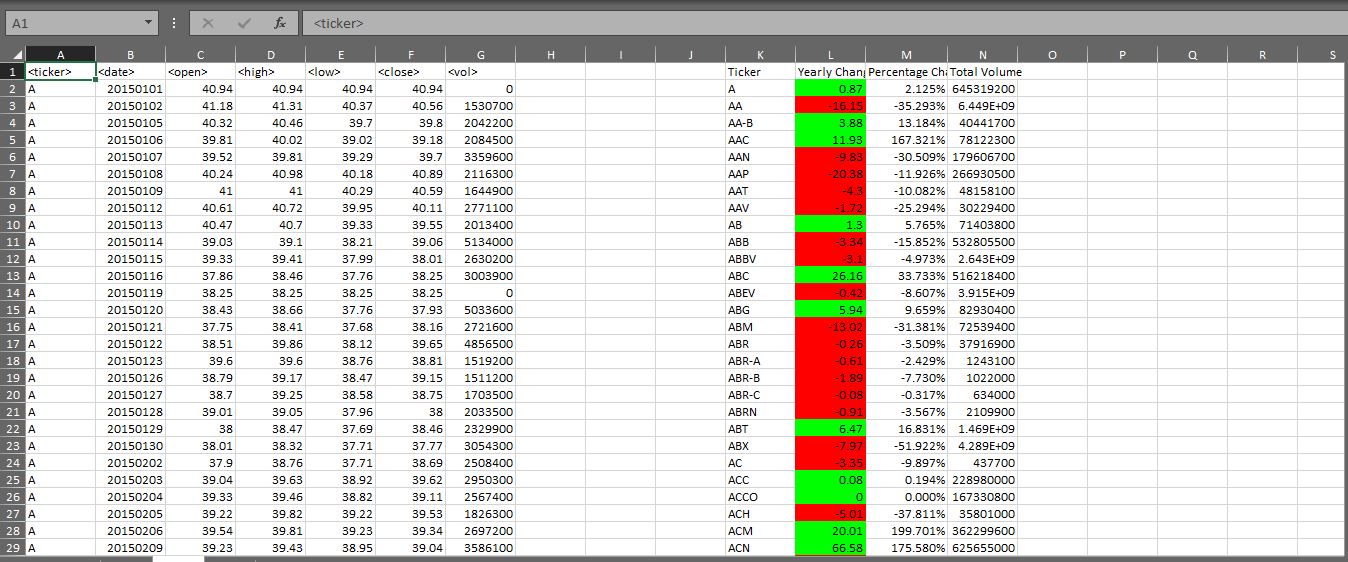 A1 fx <ticker>
A B C D E F G H I J K L M N O P Q R S
1 <ticker> <date> <open> <high> <low> <close> <vol> Ticker Yearly Chang Percentage Cha Total Volume
2 A 20150101 40.94 40.94 40.94 40.94 0 A 0.87 2.125% 645319200
3 A 20150102 41.18 41.31 40.37 40.56 1530700 AA -16.15 -35.293% 6.449E+09
4 A 20150105 40.32 40.46 39.7 39.8 2042200 AA-B 3.88 13.184% 40441700
5 A 20150106 39.81 40.02 39.02 39.18 2084500 AAC 11.93 167.321% 78122300
6 A 20150107 39.52 39.81 39.29 39.7 3359600 AAN -9.83 -30.509% 179606700
7 A 20150108 40.24 40.98 40.18 40.89 2116300 AAP -20.38 -11.926% 266930500
8 A 20150109 41 41 40.29 40.59 1644900 AAT -4.3 -10.082% 48158100
9 A 20150112 40.61 40.72 39.95 40.11 2771100 AAV -1.72 -25.294% 30229400
10 A 20150113 40.47 40.7 39.33 39.55 2013400 AB 1.3 5.765% 71403800
11 A 20150114 39.03 39.1 38.21 39.06 5134000 ABB -3.34 -15.852% 532805500
12 A 20150115 39.33 39.41 37.99 38.01 2630200 ABBV -3.1 -4.973% 2.643E+09
13 A 20150116 37.86 38.46 37.76 38.25 3003900 ABC 26.16 33.733% 516218400
14 A 20150119 38.25 38.25 38.25 38.25 0 ABEV -0.42 -8.607% 3.915E+09
15 A 20150120 38.43 38.66 37.76 37.93 5033600 ABG 5.94 9.659% 82930400
16 A 20150121 37.75 38.41 37.68 38.16 2721600 ABM -13.02 -31.381% 72539400
17 A 20150122 38.51 39.86 38.12 39.65 4856500 ABR -0.26 -3.509% 37916900
18 A 20150123 39.6 39.6 38.76 38.81 1519200 ABR-A -0.61 -2.429% 1243100
19 A 20150126 38.79 39.17 38.47 39.15 1511200 ABR-B -1.89 -7.730% 1022000
20 A 20150127 38.7 39.25 38.58 38.75 1703500 ABR-C -0.08 -0.317% 634000
21 A 20150128 39.01 39.05 37.96 38 2033500 ABRN -0.91 -3.567% 2109900
22 A 20150129 38 38.47 37.69 38.46 2329900 ABT 6.47 16.831% 1.469E+09
23 A 20150130 38.01 38.32 37.71 37.77 3054300 ABX -7.97 -51.922% 4.289E+09
24 A 20150202 37.9 38.76 37.71 38.69 2508400 AC -3.35 -9.897% 437700
25 A 20150203 39.04 39.63 38.92 39.62 2950300 ACC 0.08 0.194% 228980000
26 A 20150204 39.33 39.46 38.82 39.11 2567400 ACCO 0 0.000% 167330800
27 A 20150205 39.22 39.82 39.22 39.53 1826300 ACH -5.01 -37.811% 35801000
28 A 20150206 39.54 39.81 39.23 39.34 2697200 ACM 20.01 199.701% 362299600
29 A 20150209 39.23 39.43 38.95 39.04 3586100 ACN 66.58 175.580% 625655000